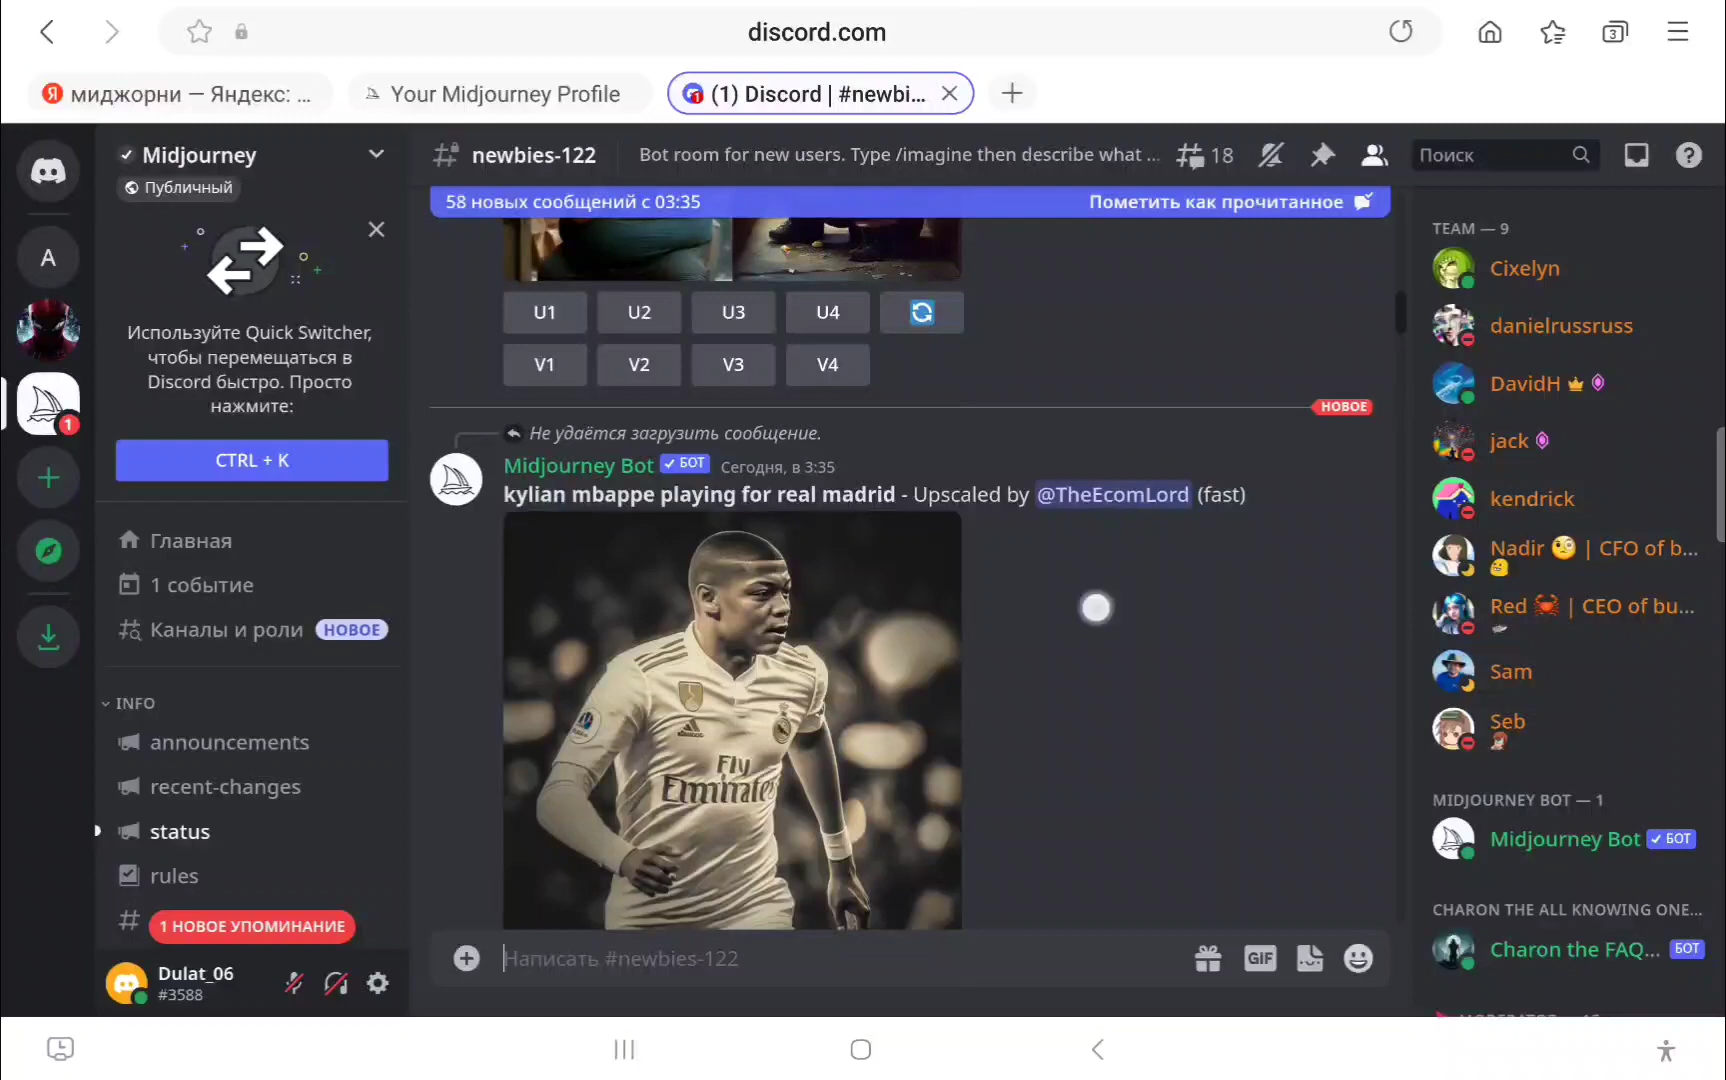 discord.com
3
Я миджорни — Яндекс: ...
Your Midjourney Profile
(1) Discord | #newbi...
Midjourney
Публичный
newbies-122
Bot room for new users. Type /imagine then describe what ...
18
Поиск
58 новых сообщений с 03:35
Пометить как прочитанное
A
1
Используйте Quick Switcher,
чтобы перемещаться в
Discord быстро. Просто
нажмите:
CTRL + K
Главная
1 событие
Каналы и роли НОВОЕ
INFO
announcements
recent-changes
status
rules
1 НОВОЕ УПОМИНАНИЕ
Dulat_06
#3588
U1 U2 U3 U4
V1 V2 V3 V4
НОВОЕ
Не удаётся загрузить сообщение.
Midjourney Bot БОТ Сегодня, в 3:35
kylian mbappe playing for real madrid - Upscaled by @TheEcomLord (fast)
Fly
Написать #newbies-122
GIF
TEAM — 9
Cixelyn
danielrussruss
DavidH
jack
kendrick
Nadir 🧐 | CFO of b...
Red 🦀 | CEO of bu...
Sam
Seb
MIDJOURNEY BOT — 1
Midjourney Bot БОТ
CHARON THE ALL KNOWING ONE...
Charon the FAQ... БОТ